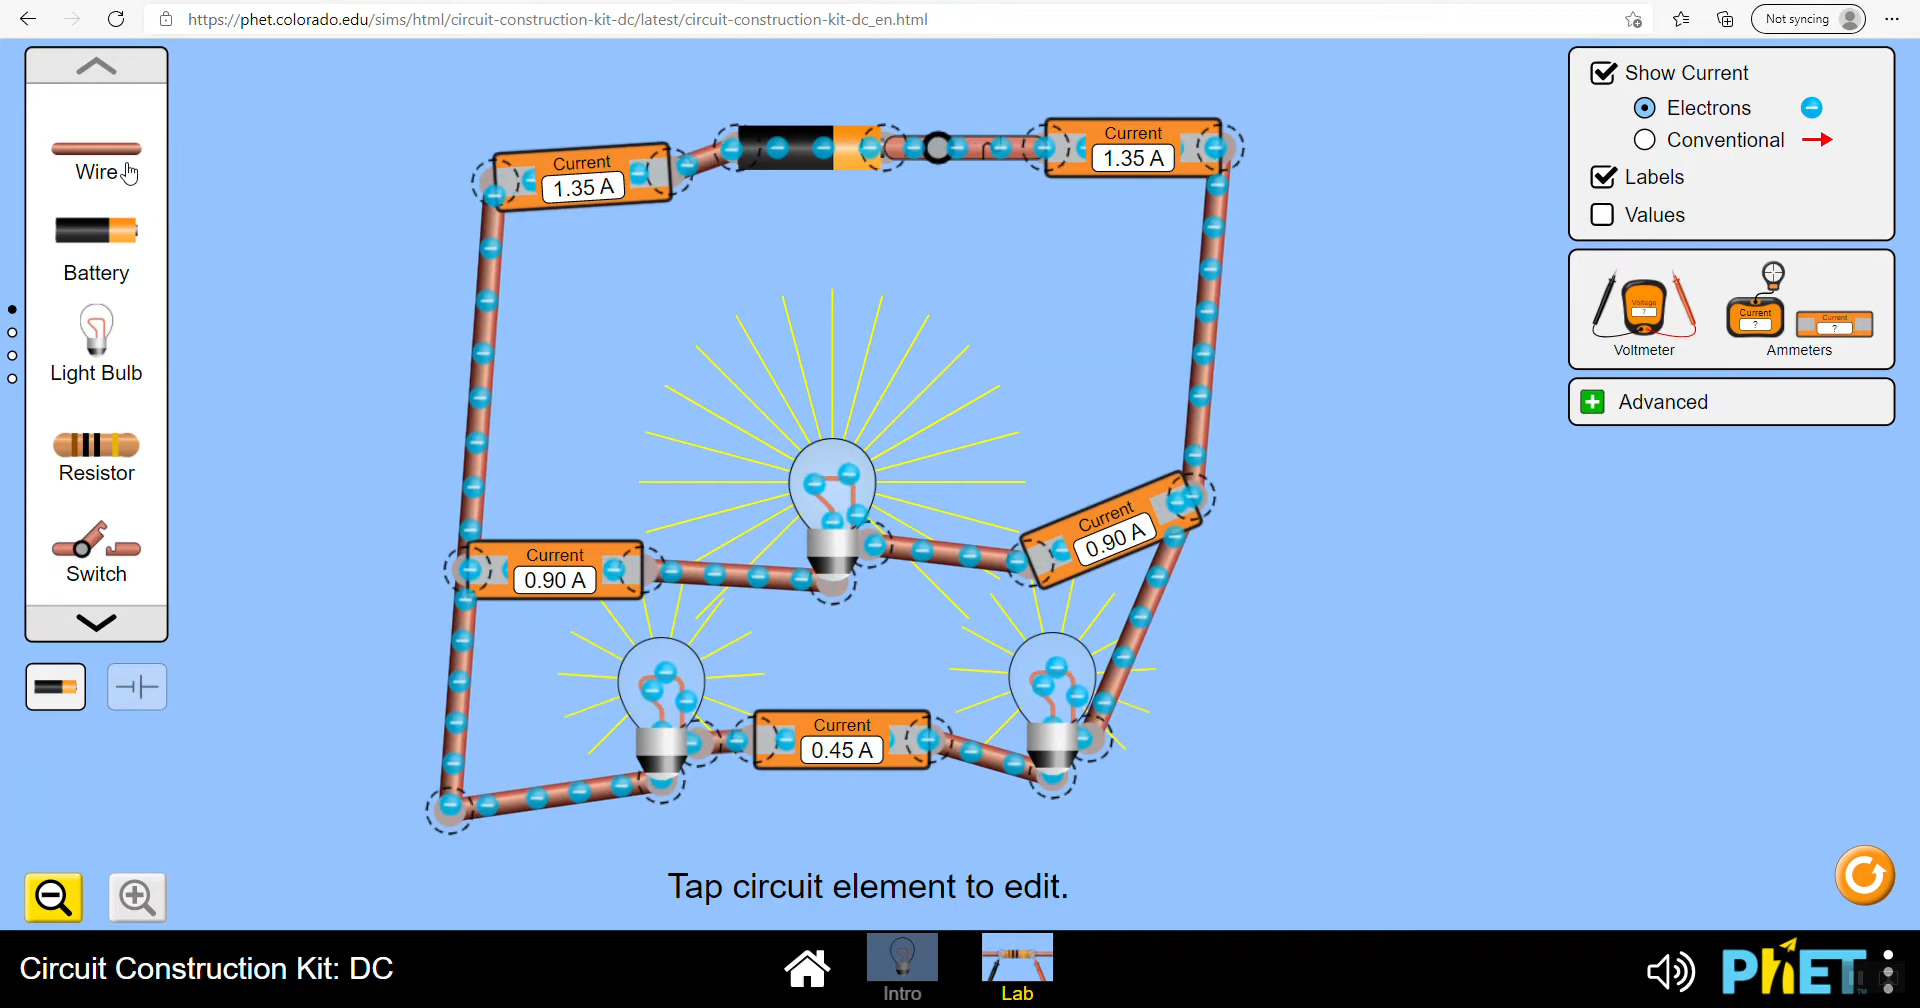 https://phet.colorado.edu/sims/html/circuit-construction-kit-dc/latest/circuit-construction-kit-dc_en.html
Not syncing
Wire
Battery
Light Bulb
Resistor
Switch
Current
1.35 A
Current
1.35 A
Current
0.90 A
Current
0.90 A
Current
0.45 A
Tap circuit element to edit.
Show Current
Electrons
Conventional
Labels
Values
Voltage
?
Current
?
Current
?
Voltmeter
Ammeters
Advanced
Circuit Construction Kit: DC
Intro
Lab
PhET